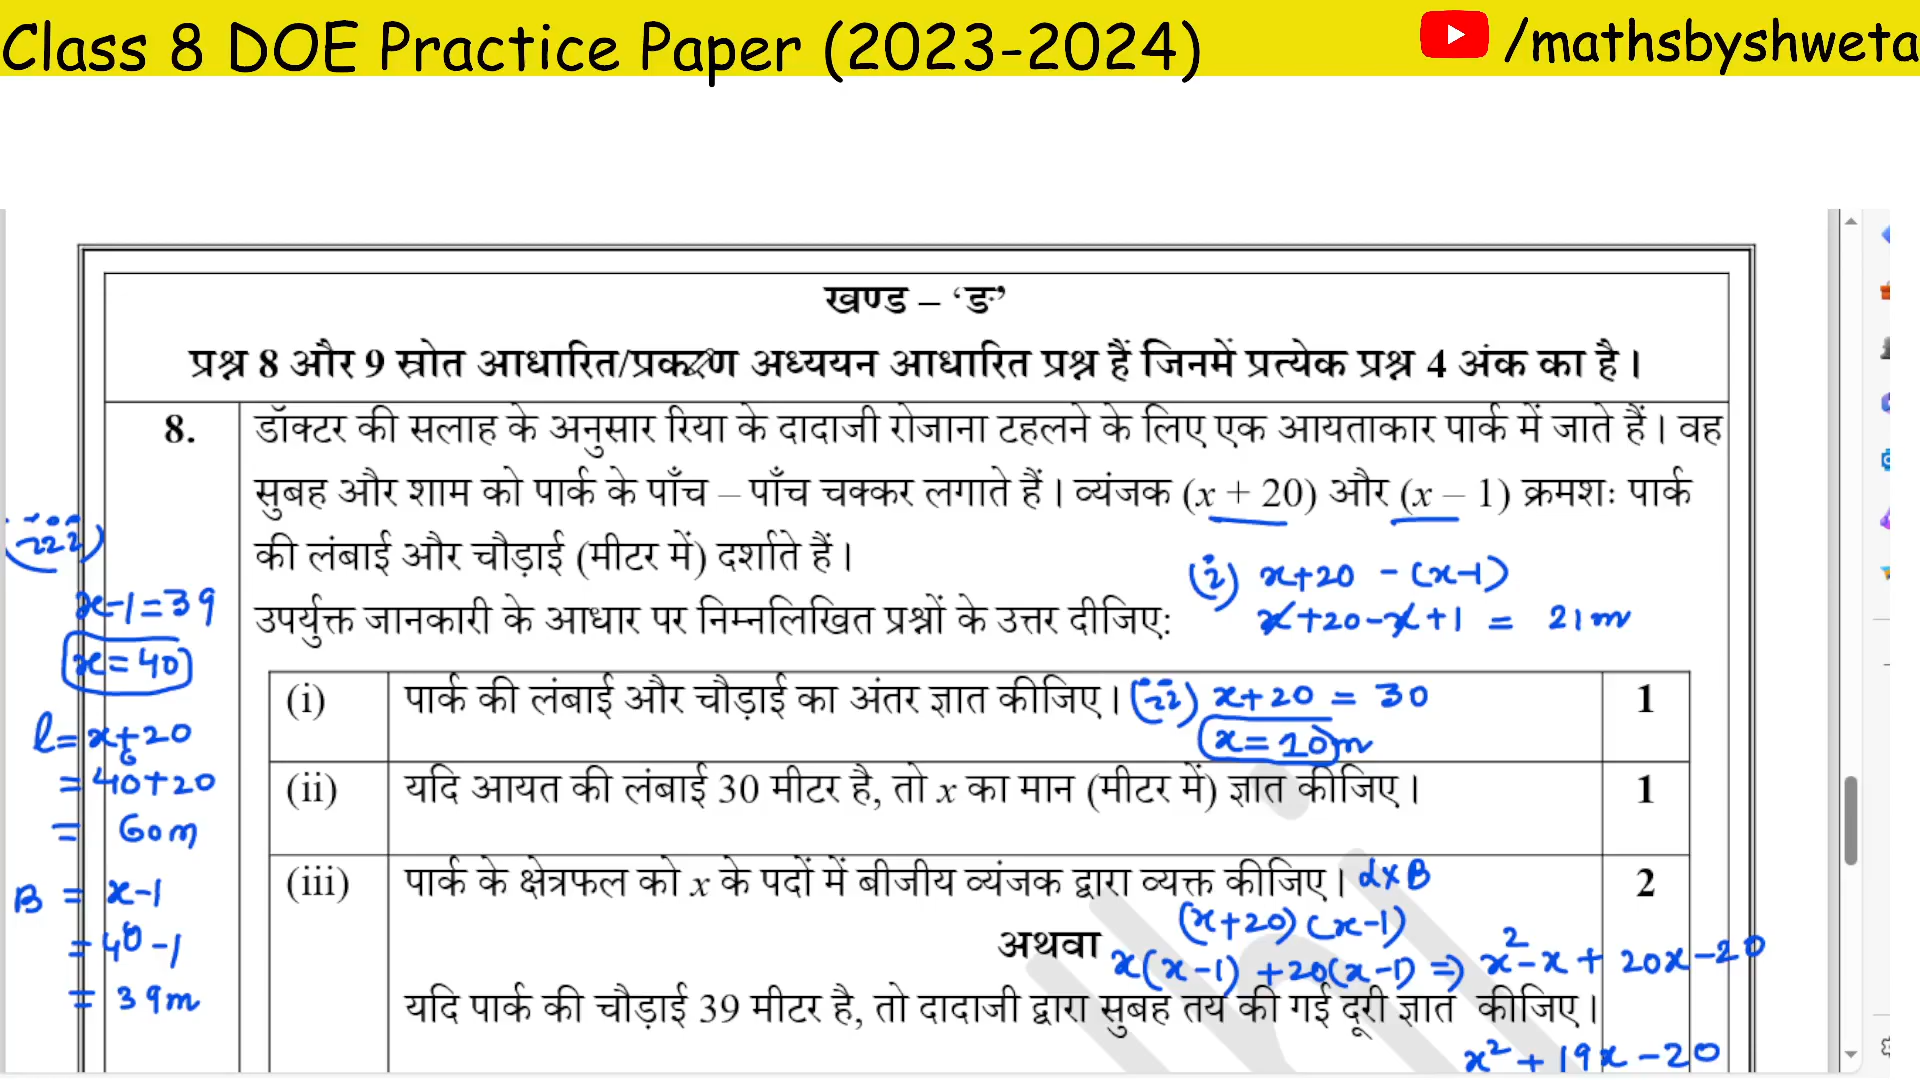 Class 8 DOE Practice Paper (2023-2024)
/mathsbyshweta
खण्ड – ‘ङ’
प्रश्न 8 और 9 स्रोत आधारित/प्रकरण अध्ययन आधारित प्रश्न हैं जिनमें प्रत्येक प्रश्न 4 अंक का है।
8. डॉक्टर की सलाह के अनुसार रिया के दादाजी रोजाना टहलने के लिए एक आयताकार पार्क में जाते हैं। वह
सुबह और शाम को पार्क के पाँच – पाँच चक्कर लगाते हैं। व्यंजक (x + 20) और (x – 1) क्रमशः पार्क
की लंबाई और चौड़ाई (मीटर में) दर्शाते हैं।
(i) x+20 -(x-1)
उपर्युक्त जानकारी के आधार पर निम्नलिखित प्रश्नों के उत्तर दीजिए:
x+20-x+1 = 21m
(i) पार्क की लंबाई और चौड़ाई का अंतर ज्ञात कीजिए। 1
(ii) x+20 = 30
x=10m
(ii) यदि आयत की लंबाई 30 मीटर है, तो x का मान (मीटर में) ज्ञात कीजिए। 1
(iii) पार्क के क्षेत्रफल को x के पदों में बीजीय व्यंजक द्वारा व्यक्त कीजिए। 2
L×B
(x+20)(x-1)
अथवा
x(x-1)+20(x-1) ⇒ x²-x+20x-20
यदि पार्क की चौड़ाई 39 मीटर है, तो दादाजी द्वारा सुबह तय की गई दूरी ज्ञात कीजिए।
x²+19x-20
(iii)
x-1=39
x=40
l=x+20
=40+20
= 60m
B = x-1
=40-1
= 39m